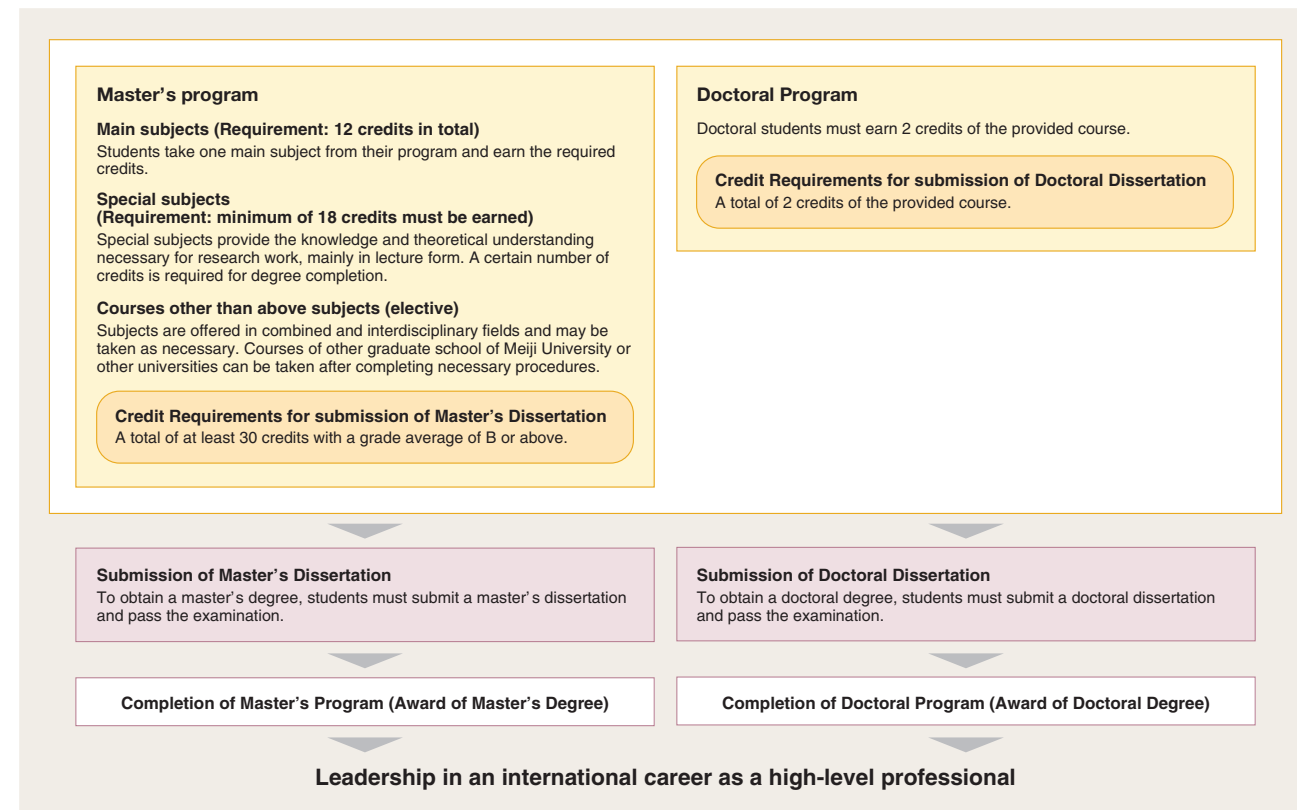 Master's program
Main subjects (Requirement: 12 credits in total)
Students take one main subject from their program and earn the required
credits.
Special subjects
(Requirement: minimum of 18 credits must be earned)
Special subjects provide the knowledge and theoretical understanding
necessary for research work, mainly in lecture form. A certain number of
credits is required for degree completion.
Courses other than above subjects (elective)
Subjects are offered in combined and interdisciplinary fields and may be
taken as necessary. Courses of other graduate school of Meiji University or
other universities can be taken after completing necessary procedures.
Credit Requirements for submission of Master's Dissertation
A total of at least 30 credits with a grade average of B or above.
Doctoral Program
Doctoral students must earn 2 credits of the provided course.
Credit Requirements for submission of Doctoral Dissertation
A total of 2 credits of the provided course.
Submission of Master's Dissertation
To obtain a master's degree, students must submit a master's dissertation
and pass the examination.
Submission of Doctoral Dissertation
To obtain a doctoral degree, students must submit a doctoral dissertation
and pass the examination.
Completion of Master's Program (Award of Master's Degree)
Completion of Doctoral Program (Award of Doctoral Degree)
Leadership in an international career as a high-level professional